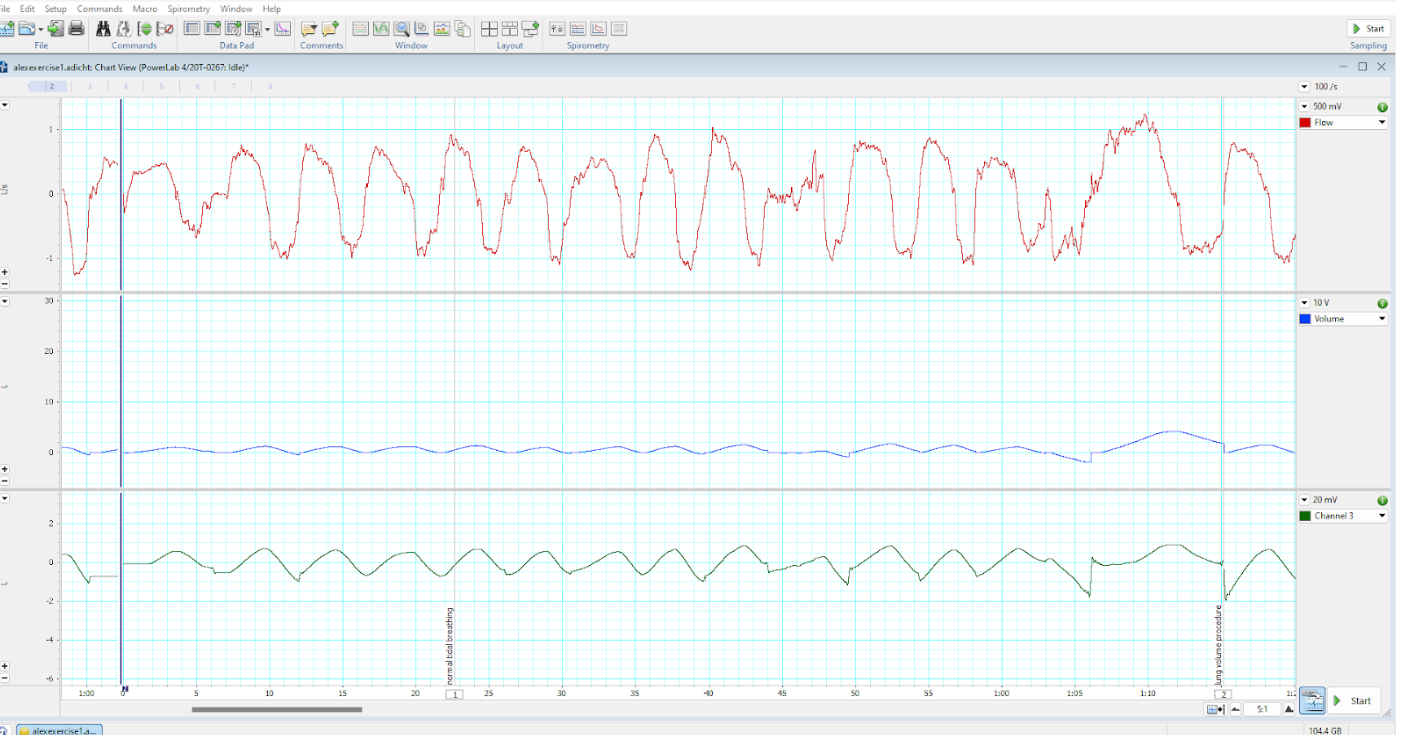 File Edit Setup Commands Macro Spirometry Window Help
File Commands Data Pad Comments Window Layout Spirometry
Start
Sampling
alexexercise1.adicht: Chart View (PowerLab 4/20T-0267: Idle)*
1 2 3 4 5 6 7 8
100 /s
500 mV
Flow
1
0
-1
L/s
10 V
Volume
30
20
10
0
L
20 mV
Channel 3
2
0
-2
-4
-6
L
normal tidal breathing
lung volume procedure
1:00 0 5 10 15 20 1 25 30 35 40 45 50 55 1:00 1:05 1:10 2
5:1
Start
alexexercise1.a...
104.4 GB